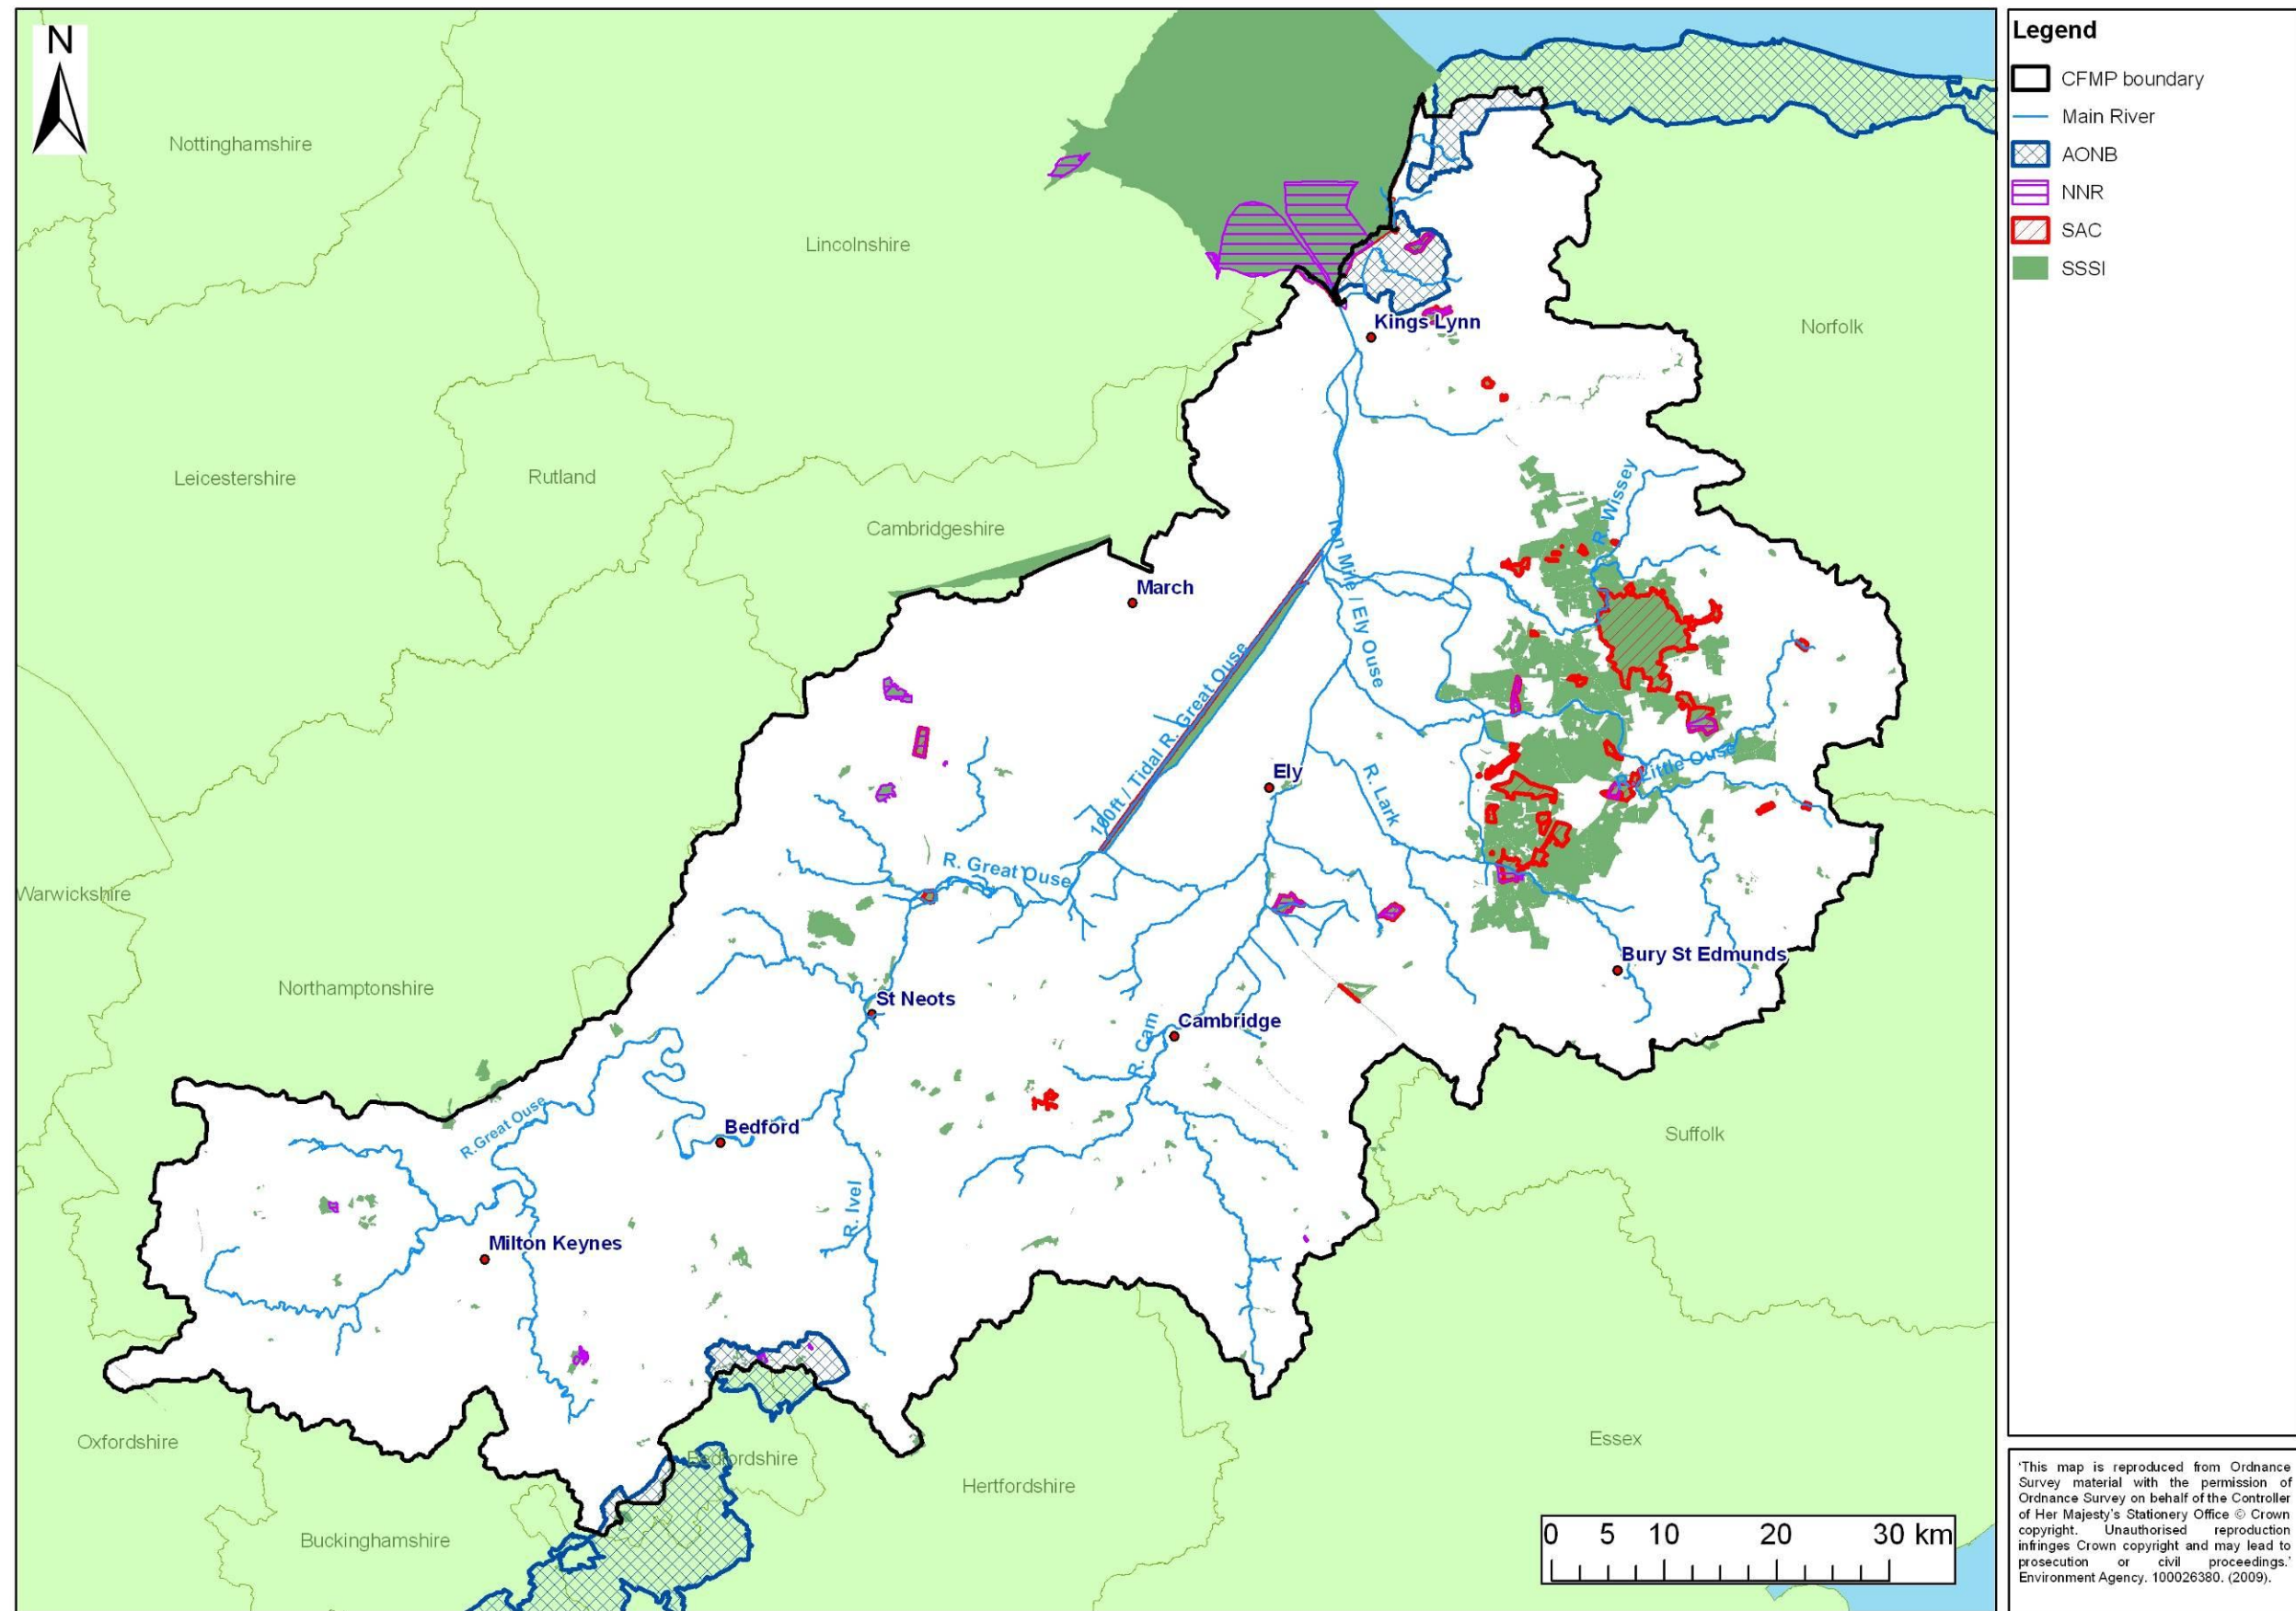 N
Nottinghamshire
Lincolnshire
Norfolk
Kings Lynn
Leicestershire
Rutland
Cambridgeshire
R. Wissey
March
Ten Mile / Ely Ouse
100ft / Tidal R. Great Ouse
Ely
R. Lark
R. Little Ouse
R. Great Ouse
Warwickshire
Bury St Edmunds
Northamptonshire
St Neots
Cambridge
R. Cam
R.Great Ouse
Bedford
Suffolk
R. Ivel
Milton Keynes
Oxfordshire
Bedfordshire
Essex
Hertfordshire
Buckinghamshire
0 5 10 20 30 km
Legend
CFMP boundary
Main River
AONB
NNR
SAC
SSSI
'This map is reproduced from Ordnance
Survey material with the permission of
Ordnance Survey on behalf of the Controller
of Her Majesty's Stationery Office © Crown
copyright. Unauthorised reproduction
infringes Crown copyright and may lead to
prosecution or civil proceedings.'
Environment Agency. 100026380. (2009).